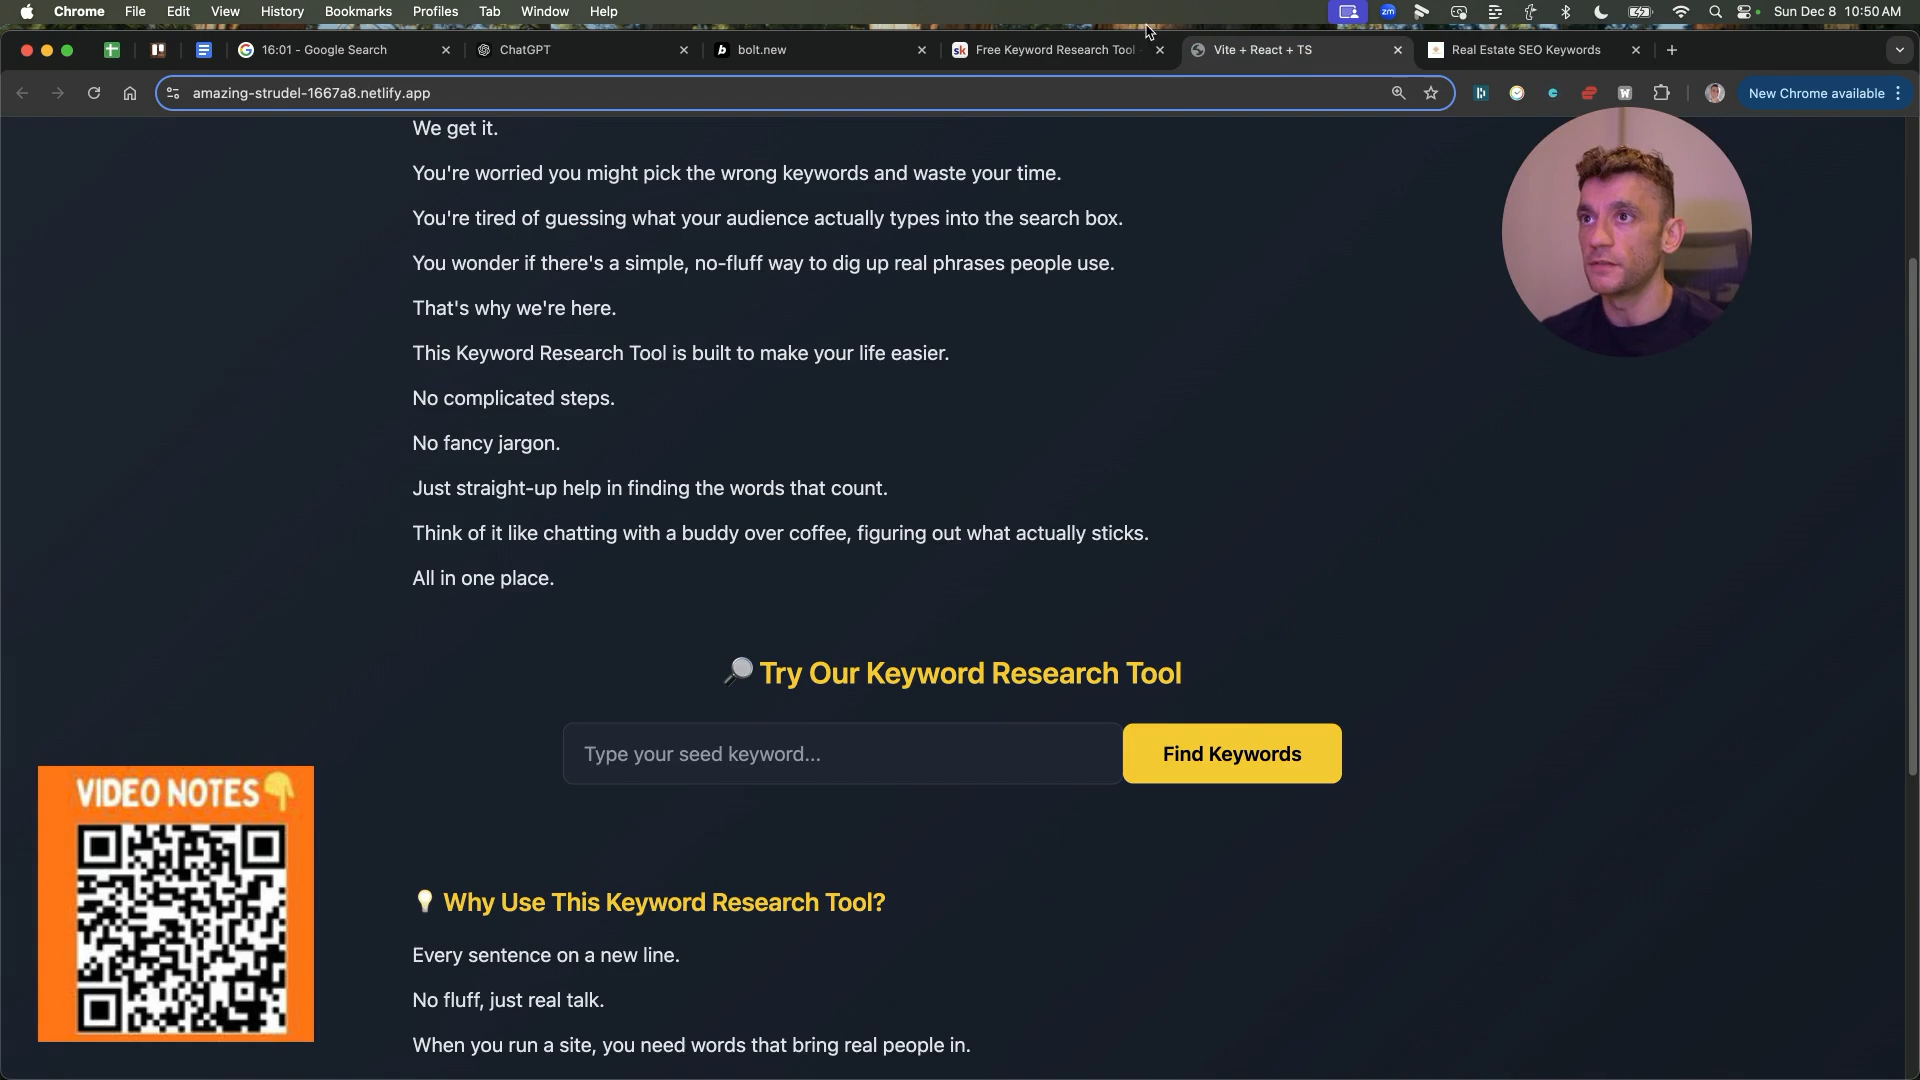 Chrome File Edit View History Bookmarks Profiles Tab Window Help zm Sun Dec 8 10:50 AM
16:01 - Google Search ChatGPT b bolt.new sk Free Keyword Research Tool - Vite + React + TS Real Estate SEO Keywords
amazing-strudel-1667a8.netlify.app W New Chrome available
We get it.
You're worried you might pick the wrong keywords and waste your time.
You're tired of guessing what your audience actually types into the search box.
You wonder if there's a simple, no-fluff way to dig up real phrases people use.
That's why we're here.
This Keyword Research Tool is built to make your life easier.
No complicated steps.
No fancy jargon.
Just straight-up help in finding the words that count.
Think of it like chatting with a buddy over coffee, figuring out what actually sticks.
All in one place.
🔎 Try Our Keyword Research Tool
Type your seed keyword... Find Keywords
VIDEO NOTES👇
💡 Why Use This Keyword Research Tool?
Every sentence on a new line.
No fluff, just real talk.
When you run a site, you need words that bring real people in.